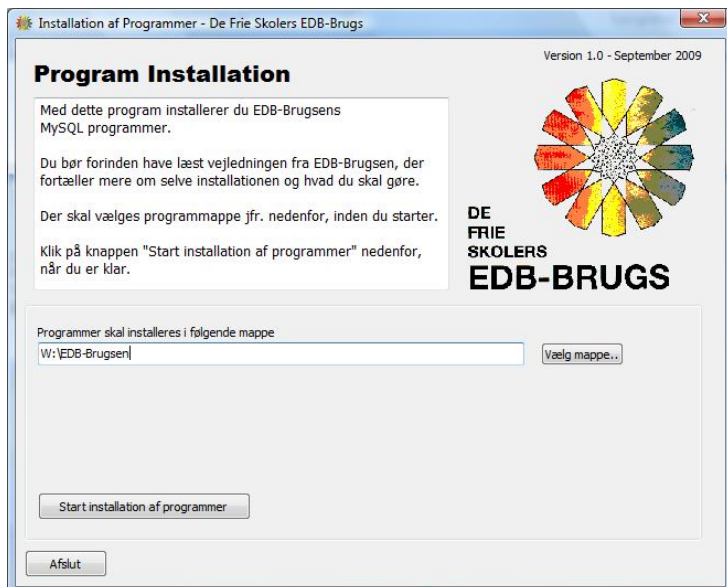 Installation af Programmer - De Frie Skolers EDB-Brugs
Version 1.0 - September 2009
Program Installation
Med dette program installerer du EDB-Brugsens
MySQL programmer.
Du bør forinden have læst vejledningen fra EDB-Brugsen, der
fortæller mere om selve installationen og hvad du skal gøre.
Der skal vælges programmappe jfr. nedenfor, inden du starter.
Klik på knappen "Start installation af programmer" nedenfor,
når du er klar.
DE
FRIE
SKOLERS
EDB-BRUGS
Programmer skal installeres i følgende mappe
W:\EDB-Brugsen
Vælg mappe..
Start installation af programmer
Afslut